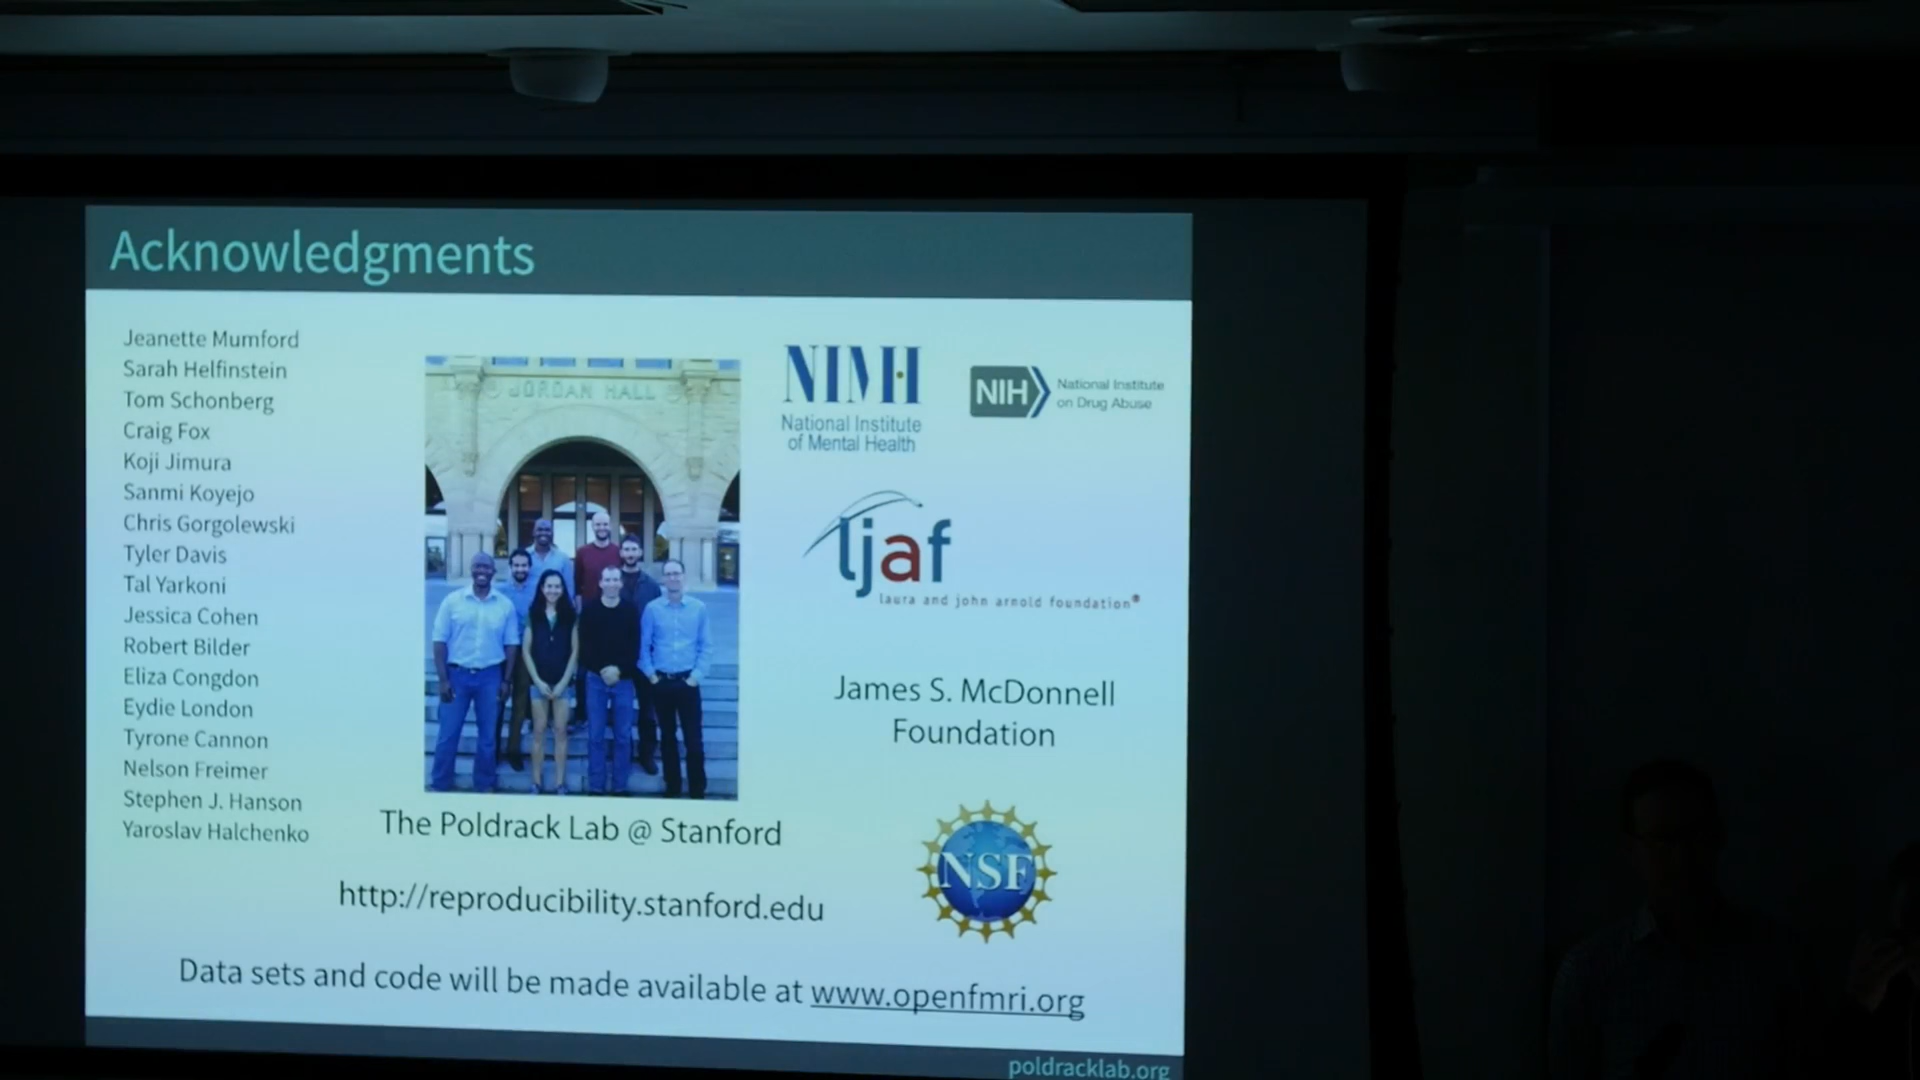 Acknowledgments
Jeanette Mumford
Sarah Helfinstein
Tom Schonberg
Craig Fox
Koji Jimura
Sanmi Koyejo
Chris Gorgolewski
Tyler Davis
Tal Yarkoni
Jessica Cohen
Robert Bilder
Eliza Congdon
Eydie London
Tyrone Cannon
Nelson Freimer
Stephen J. Hanson
Yaroslav Halchenko
JORDAN HALL
The Poldrack Lab @ Stanford
http://reproducibility.stanford.edu
NIMH
National Institute
of Mental Health
NIH
National Institute
on Drug Abuse
ljaf
laura and john arnold foundation®
James S. McDonnell
Foundation
NSF
Data sets and code will be made available at www.openfmri.org
poldracklab.org